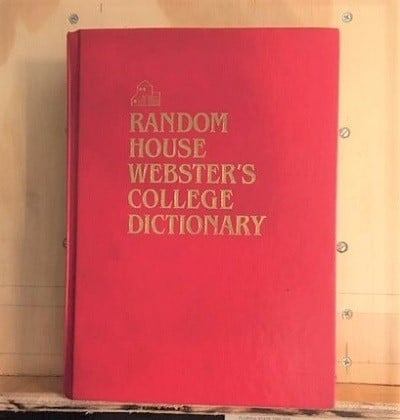 RANDOM
HOUSE
WEBSTER'S
COLLEGE
DICTIONARY